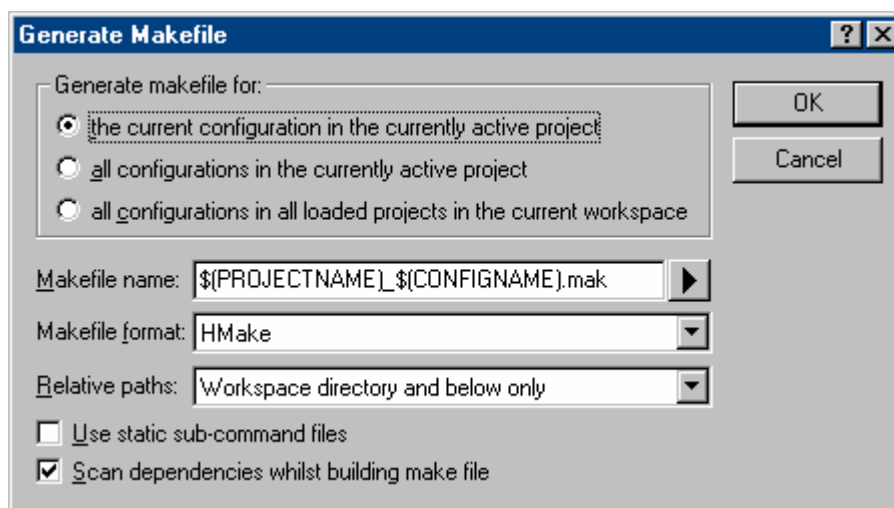 Generate Makefile
Generate makefile for:
the current configuration in the currently active project
all configurations in the currently active project
all configurations in all loaded projects in the current workspace
OK
Cancel
Makefile name: $(PROJECTNAME)_$(CONFIGNAME).mak
Makefile format: HMake
Relative paths: Workspace directory and below only
Use static sub-command files
Scan dependencies whilst building make file